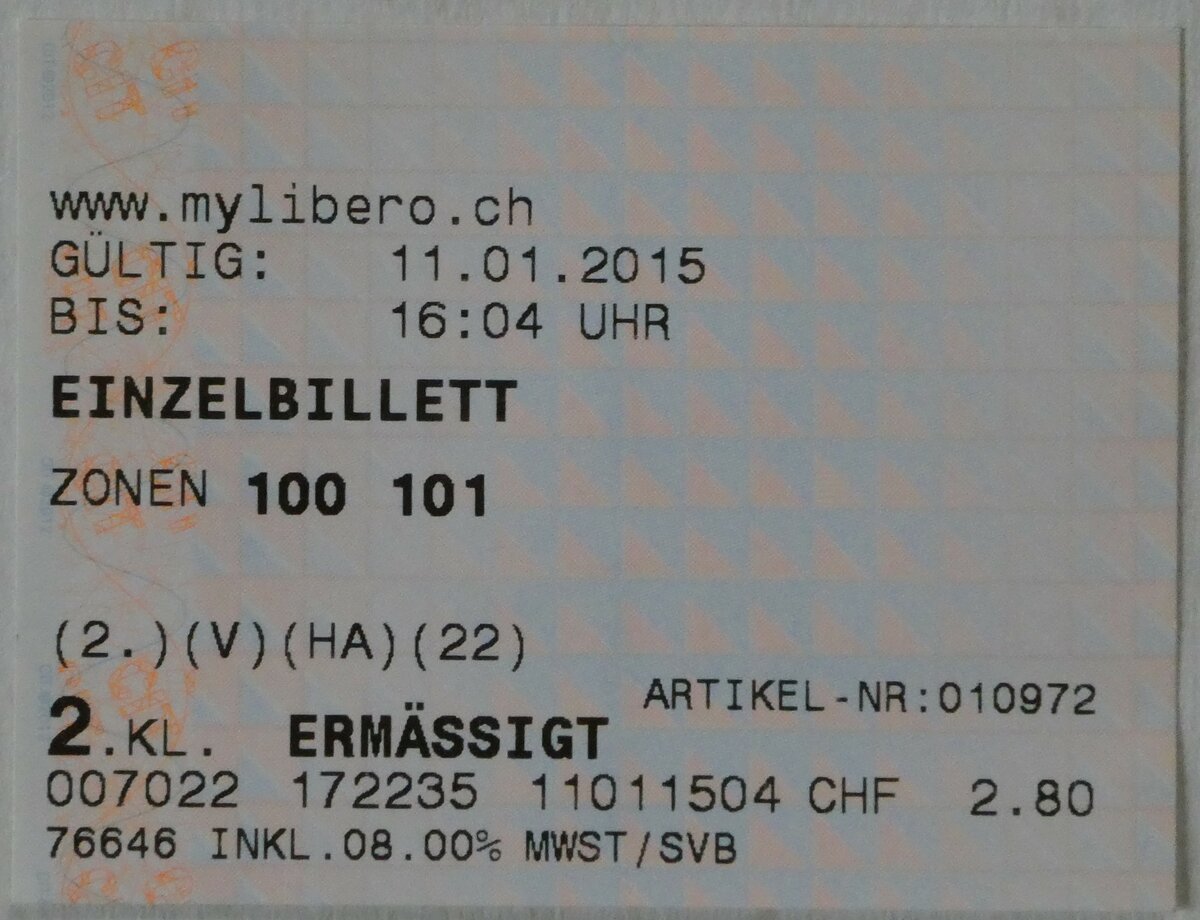 www.mylibero.ch
GÜLTIG: 11.01.2015
BIS: 16:04 UHR
EINZELBILLETT
ZONEN 100 101
(2.)(V)(HA)(22)
ARTIKEL-NR:010972
2.KL. ERMÄSSIGT
007022 172235 11011504 CHF 2.80
76646 INKL.08.00% MWST/SVB